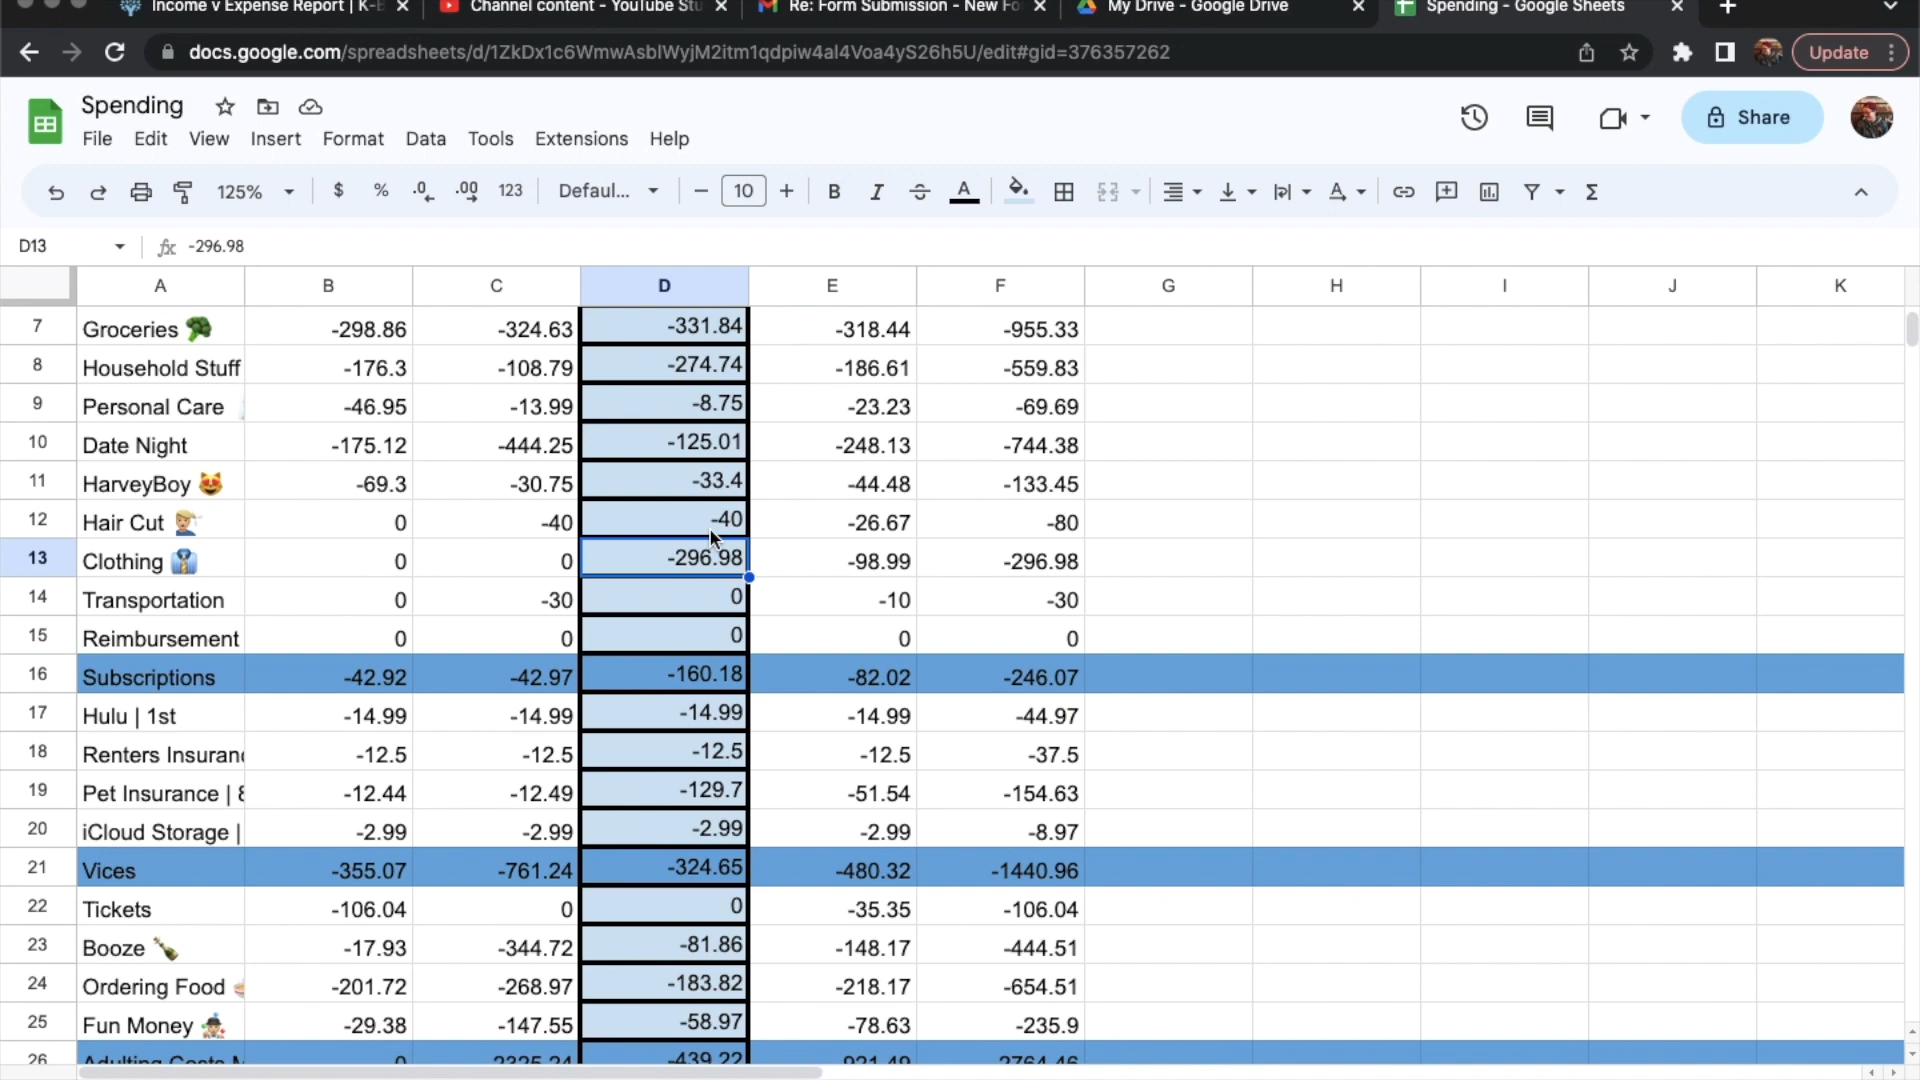 Income v Expense Report | K-E
Channel content - YouTube Stu
Re: Form Submission - New Fo
My Drive - Google Drive
Spending - Google Sheets
docs.google.com/spreadsheets/d/1ZkDx1c6WmwAsblWyjM2itm1qdpiw4al4Voa4yS26h5U/edit#gid=376357262
Update
Spending
Share
File Edit View Insert Format Data Tools Extensions Help
125% $ % .0 .00 123 Defaul... 10 B I S A A Σ
D13 fx -296.98
A B C D E F G H I J K
7 Groceries 🥦 -298.86 -324.63 -331.84 -318.44 -955.33
8 Household Stuff -176.3 -108.79 -274.74 -186.61 -559.83
9 Personal Care -46.95 -13.99 -8.75 -23.23 -69.69
10 Date Night -175.12 -444.25 -125.01 -248.13 -744.38
11 HarveyBoy 😻 -69.3 -30.75 -33.4 -44.48 -133.45
12 Hair Cut 💇🏼‍♂️ 0 -40 -40 -26.67 -80
13 Clothing 👔 0 0 -296.98 -98.99 -296.98
14 Transportation 0 -30 0 -10 -30
15 Reimbursement 0 0 0 0 0
16 Subscriptions -42.92 -42.97 -160.18 -82.02 -246.07
17 Hulu | 1st -14.99 -14.99 -14.99 -14.99 -44.97
18 Renters Insuranc -12.5 -12.5 -12.5 -12.5 -37.5
19 Pet Insurance | 8 -12.44 -12.49 -129.7 -51.54 -154.63
20 iCloud Storage | -2.99 -2.99 -2.99 -2.99 -8.97
21 Vices -355.07 -761.24 -324.65 -480.32 -1440.96
22 Tickets -106.04 0 0 -35.35 -106.04
23 Booze 🍾 -17.93 -344.72 -81.86 -148.17 -444.51
24 Ordering Food 🍜 -201.72 -268.97 -183.82 -218.17 -654.51
25 Fun Money 🤹🏼 -29.38 -147.55 -58.97 -78.63 -235.9
26 Adulting Costs M 0 -2325.24 -439.22 -921.49 -2764.46